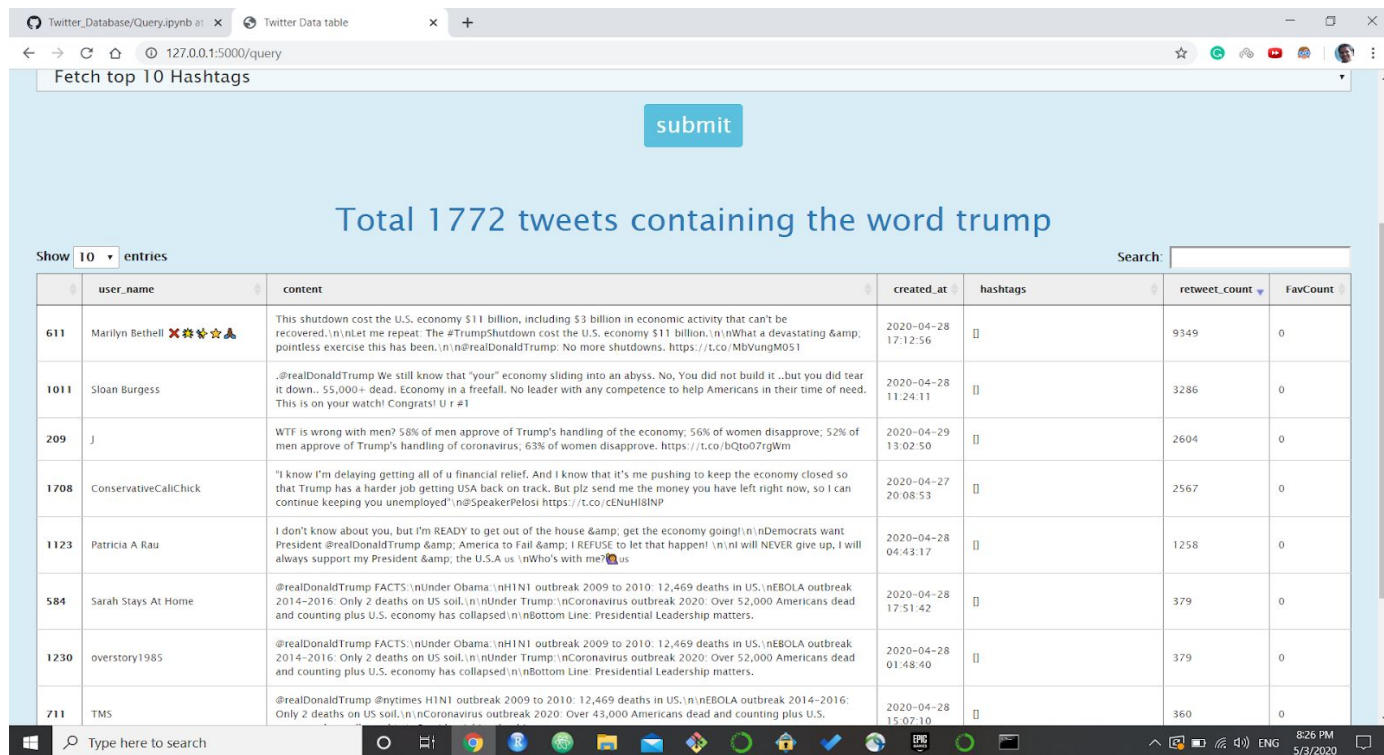 Twitter_Database/Query.ipynb at
Twitter Data table
127.0.0.1:5000/query
Fetch top 10 Hashtags
submit
Total 1772 tweets containing the word trump
Show 10 entries
Search:
user_name content created_at hashtags retweet_count FavCount
611 Marilyn Bethell
This shutdown cost the U.S. economy $11 billion, including $3 billion in economic activity that can't be
recovered.\n\nLet me repeat: The #TrumpShutdown cost the U.S. economy $11 billion.\n\nWhat a devastating &amp;
pointless exercise this has been.\n\n@realDonaldTrump: No more shutdowns. https://t.co/MbVungM051
2020-04-28
17:12:56
[] 9349 0
1011 Sloan Burgess
.@realDonaldTrump We still know that "your" economy sliding into an abyss. No, You did not build it ..but you did tear
it down.. 55,000+ dead. Economy in a freefall. No leader with any competence to help Americans in their time of need.
This is on your watch! Congrats! U r #1
2020-04-28
11:24:11
[] 3286 0
209 J
WTF is wrong with men? 58% of men approve of Trump's handling of the economy; 56% of women disapprove; 52% of
men approve of Trump's handling of coronavirus; 63% of women disapprove. https://t.co/bQto07rgWm
2020-04-29
13:02:50
[] 2604 0
1708 ConservativeCaliChick
"I know I'm delaying getting all of u financial relief. And I know that it's me pushing to keep the economy closed so
that Trump has a harder job getting USA back on track. But plz send me the money you have left right now, so I can
continue keeping you unemployed"\n@SpeakerPelosi https://t.co/cENuHl8lNP
2020-04-27
20:08:53
[] 2567 0
1123 Patricia A Rau
I don't know about you, but I'm READY to get out of the house &amp; get the economy going!\n\nDemocrats want
President @realDonaldTrump &amp; America to Fail &amp; I REFUSE to let that happen! \n\nI will NEVER give up, I will
always support my President &amp; the U.S.A us \nWho's with me? us
2020-04-28
04:43:17
[] 1258 0
584 Sarah Stays At Home
@realDonaldTrump FACTS:\nUnder Obama:\nH1N1 outbreak 2009 to 2010: 12,469 deaths in US.\nEBOLA outbreak
2014-2016: Only 2 deaths on US soil.\n\nUnder Trump:\nCoronavirus outbreak 2020: Over 52,000 Americans dead
and counting plus U.S. economy has collapsed\n\nBottom Line: Presidential Leadership matters.
2020-04-28
17:51:42
[] 379 0
1230 overstory1985
@realDonaldTrump FACTS:\nUnder Obama:\nH1N1 outbreak 2009 to 2010: 12,469 deaths in US.\nEBOLA outbreak
2014-2016: Only 2 deaths on US soil.\n\nUnder Trump:\nCoronavirus outbreak 2020: Over 52,000 Americans dead
and counting plus U.S. economy has collapsed\n\nBottom Line: Presidential Leadership matters.
2020-04-28
01:48:40
[] 379 0
711 TMS
@realDonaldTrump @nytimes H1N1 outbreak 2009 to 2010: 12,469 deaths in US.\n\nEBOLA outbreak 2014-2016:
Only 2 deaths on US soil.\n\nCoronavirus outbreak 2020: Over 43,000 Americans dead and counting plus U.S.
2020-04-28
15:07:10
[] 360 0
Type here to search
EPIC
GAMES
ENG
8:26 PM
5/3/2020